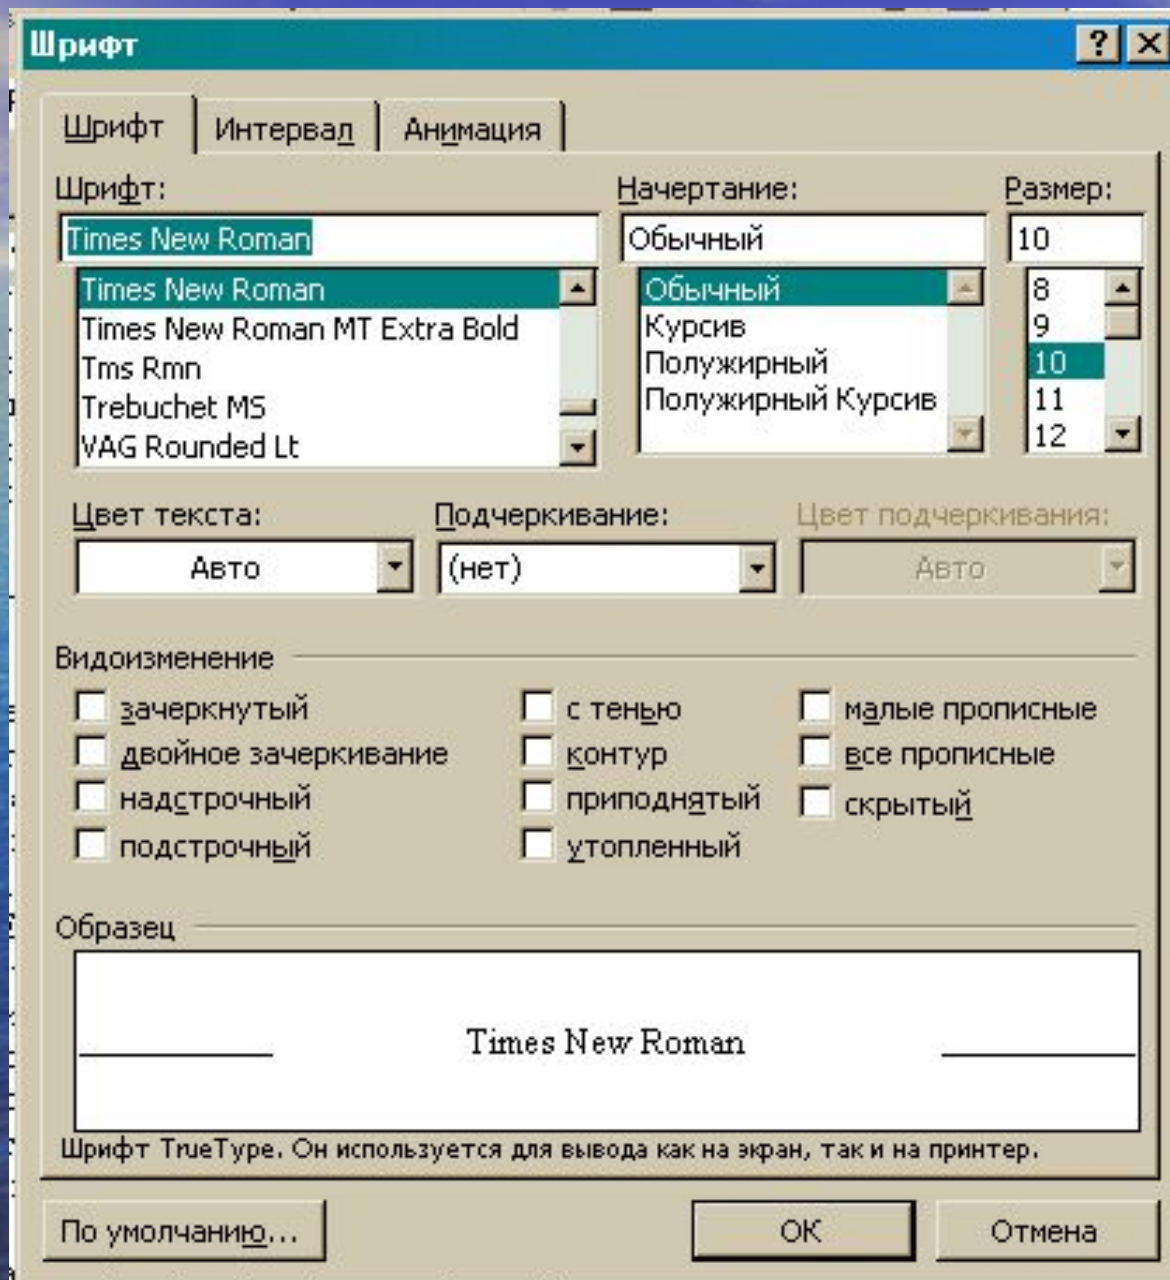 Шрифт
Шрифт Интервал Анимация
Шрифт: Начертание: Размер:
Times New Roman Обычный 10
Times New Roman Обычный 8
Times New Roman MT Extra Bold Курсив 9
Tms Rmn Полужирный 10
Trebuchet MS Полужирный Курсив 11
VAG Rounded Lt 12
Цвет текста: Подчеркивание: Цвет подчеркивания:
Авто (нет) Авто
Видоизменение
зачеркнутый с тенью малые прописные
двойное зачеркивание контур все прописные
надстрочный приподнятый скрытый
подстрочный утопленный
Образец
Times New Roman
Шрифт TrueType. Он используется для вывода как на экран, так и на принтер.
По умолчанию... ОК Отмена